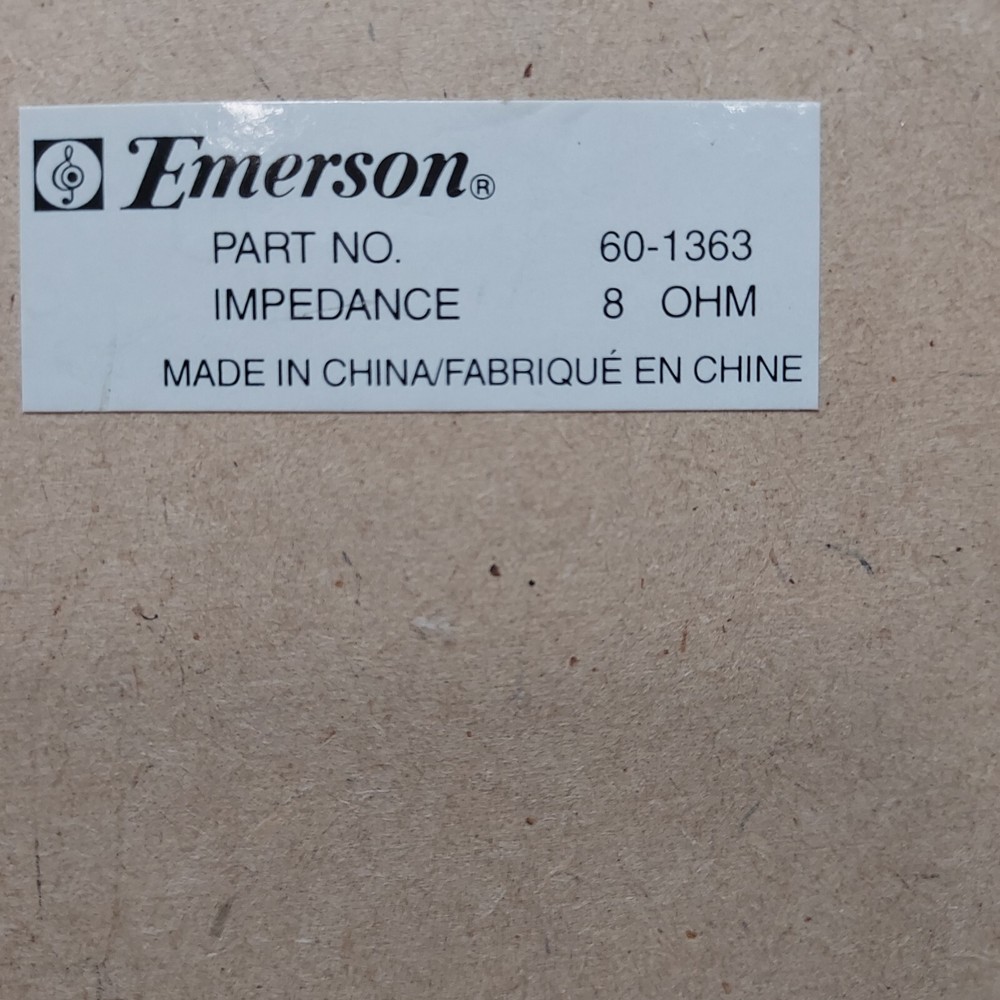 Emerson®
PART NO. 60-1363
IMPEDANCE 8 OHM
MADE IN CHINA/FABRIQUÉ EN CHINE